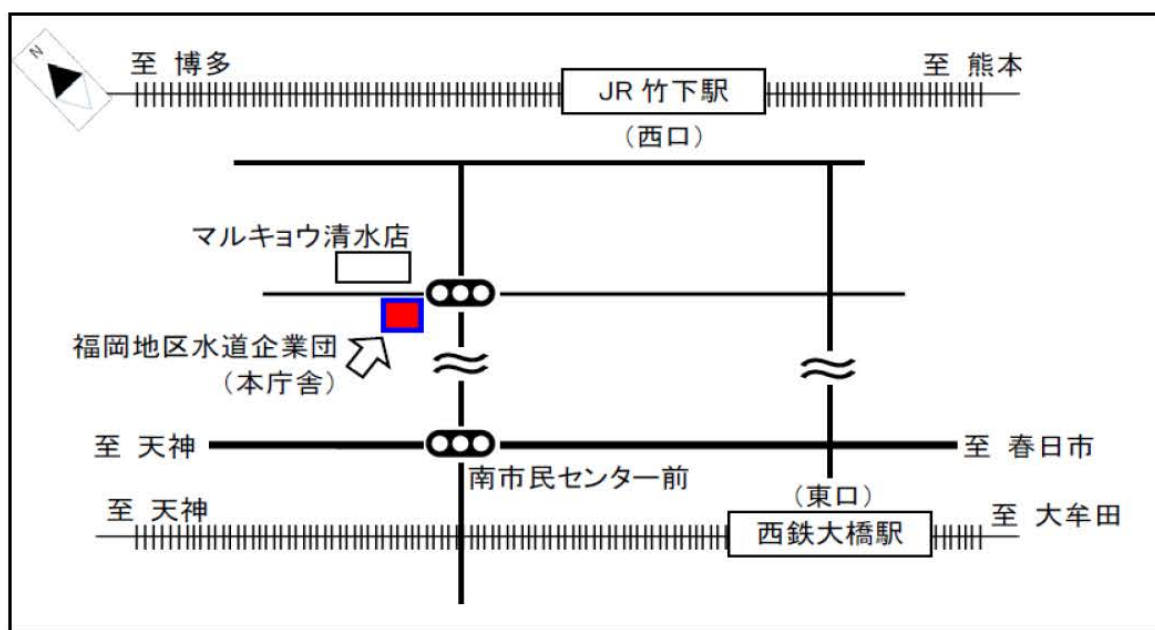 N
至 博多
至 熊本
JR 竹下駅
（西口）
マルキョウ清水店
福岡地区水道企業団
（本庁舎）
至 天神
至 春日市
南市民センター前
（東口）
至 天神
至 大牟田
西鉄大橋駅